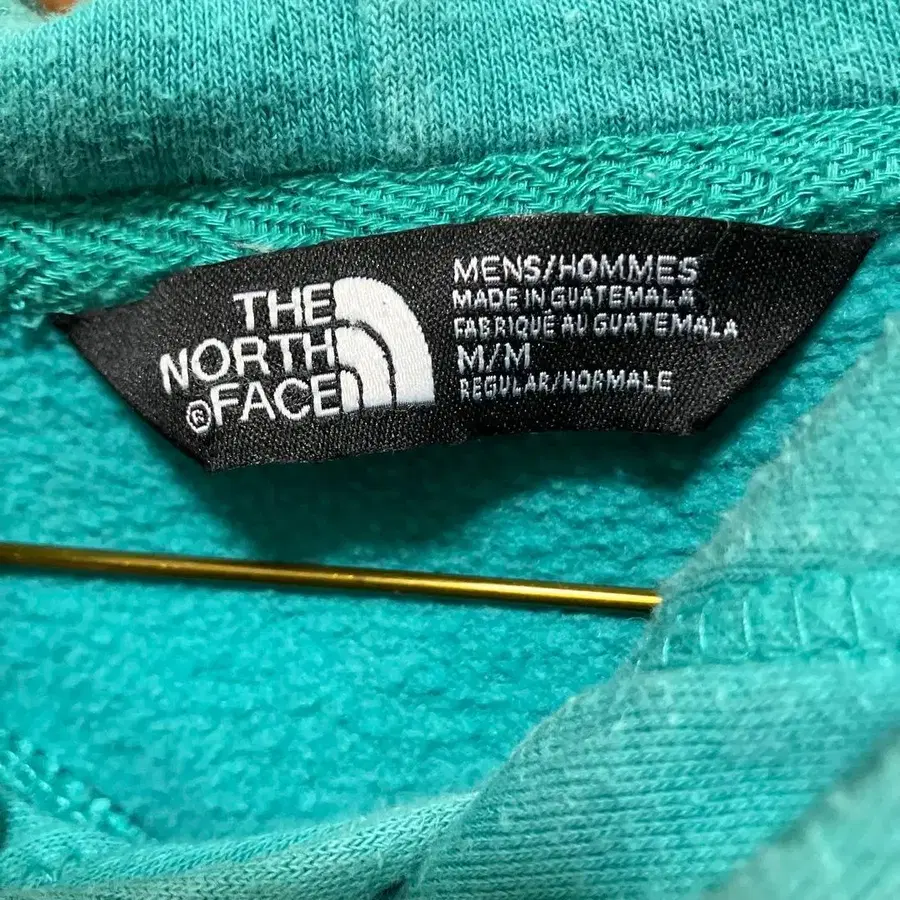 THE
NORTH
®FACE
MENS/HOMMES
MADE IN GUATEMALA
FABRIQUÉ AU GUATEMALA
M/M
REGULAR/NORMALE